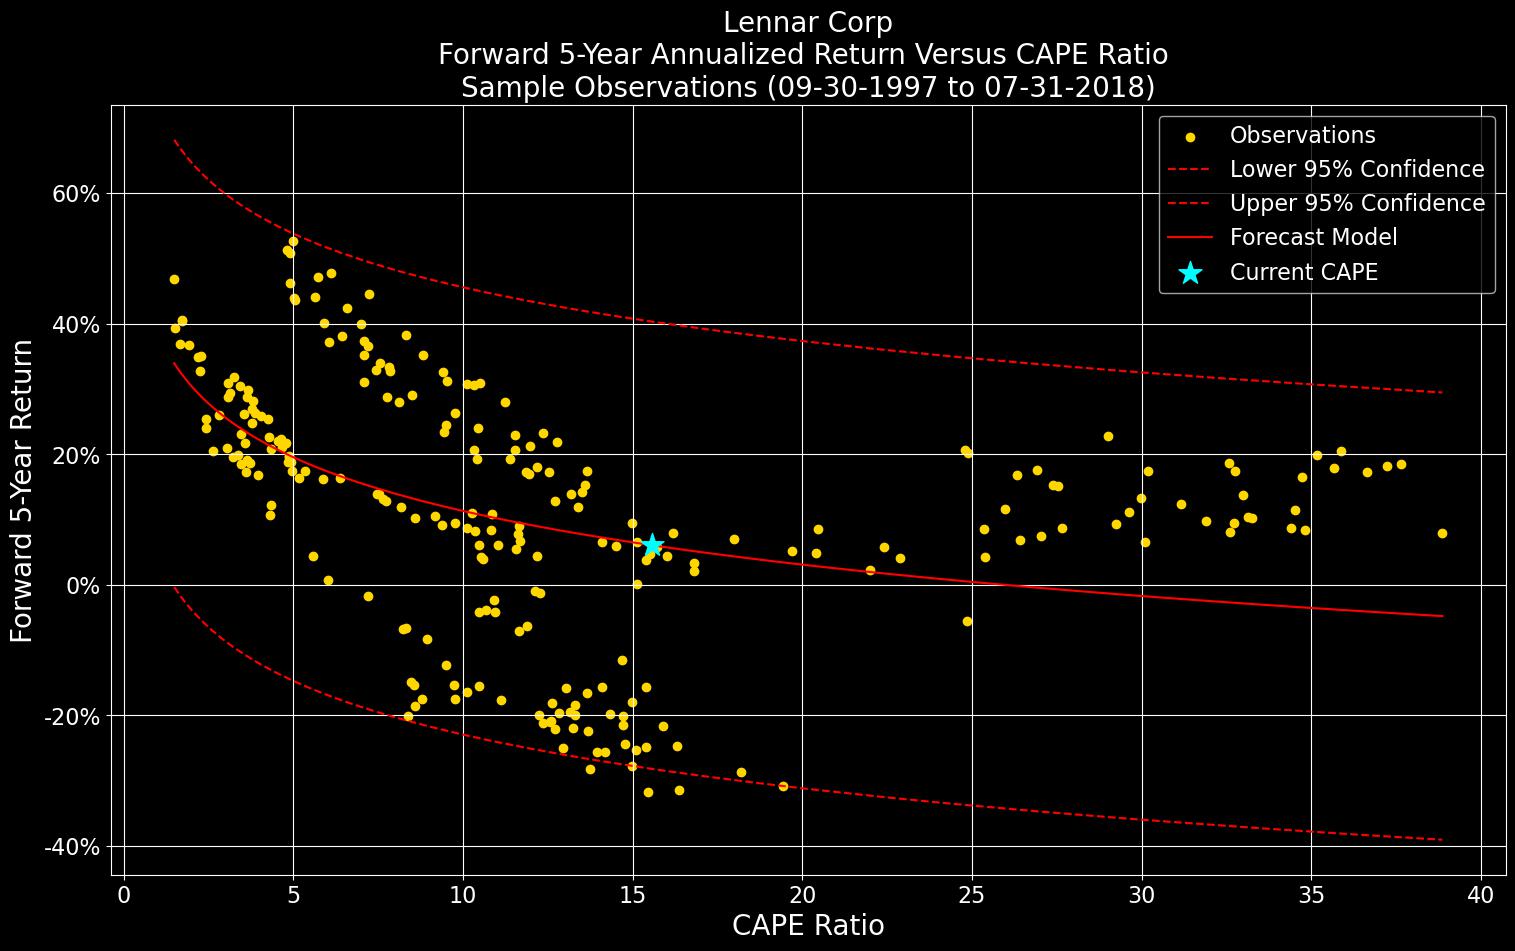 Lennar Corp
Forward 5-Year Annualized Return Versus CAPE Ratio
Sample Observations (09-30-1997 to 07-31-2018)
Observations
Lower 95% Confidence
Upper 95% Confidence
Forecast Model
Current CAPE
Forward 5-Year Return
60%
40%
20%
0%
-20%
-40%
0 5 10 15 20 25 30 35 40
CAPE Ratio